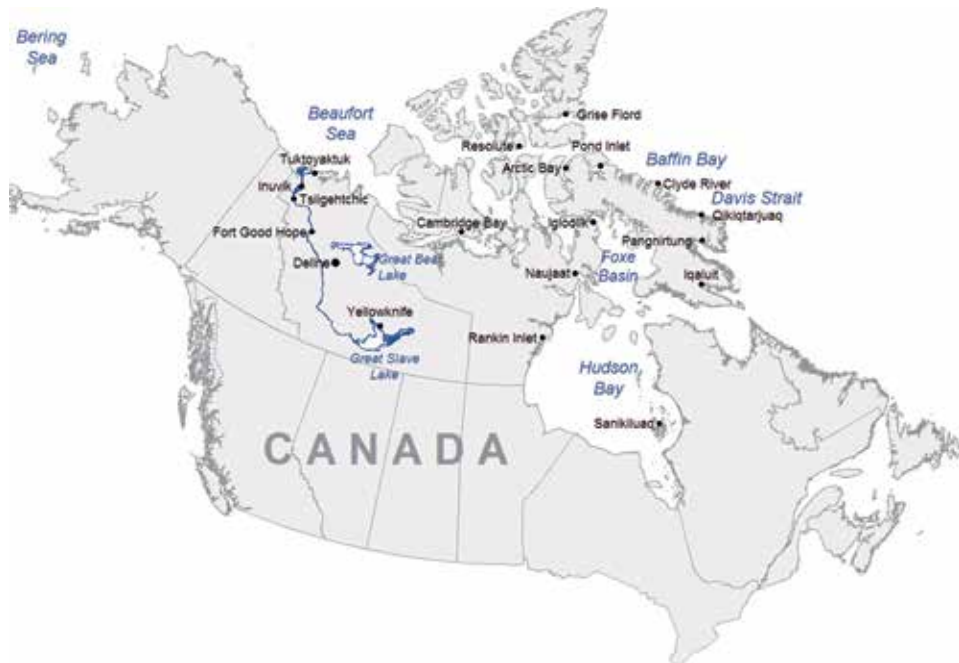 Bering
Sea
Beaufort
Sea
Grise Fiord
Resolute
Pond Inlet
Tuktoyaktuk
Arctic Bay
Baffin Bay
Inuvik
Clyde River
Tsiigehtchic
Davis Strait
Qikiqtarjuaq
Cambridge Bay
Igloolik
Fort Good Hope
Pangnirtung
Foxe
Basin
Deline
Great Bear
Lake
Naujaat
Iqaluit
Yellowknife
Rankin Inlet
Great Slave
Lake
Hudson
Bay
Sanikiluaq
CANADA